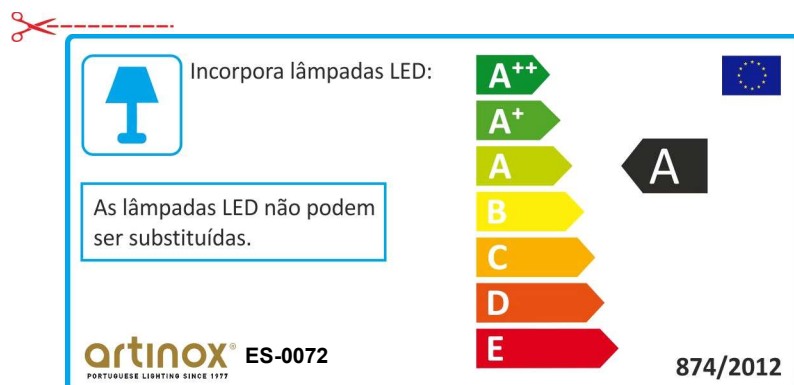 Incorpora lâmpadas LED:
As lâmpadas LED não podem
ser substituídas.
A++
A+
A
B
C
D
E
A
artinox® ES-0072
PORTUGUESE LIGHTING SINCE 1977
874/2012